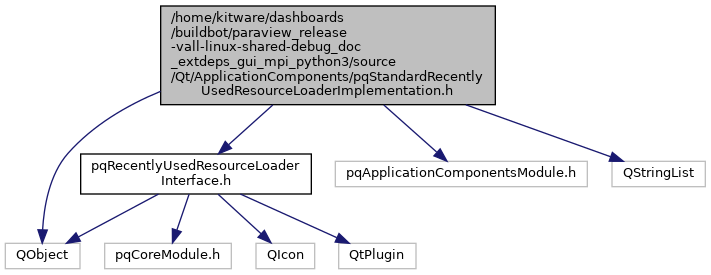 /home/kitware/dashboards
/buildbot/paraview_release
-vall-linux-shared-debug_doc
_extdeps_gui_mpi_python3/source
/Qt/ApplicationComponents/pqStandardRecently
UsedResourceLoaderImplementation.h
pqRecentlyUsedResourceLoader
Interface.h
pqApplicationComponentsModule.h
QStringList
QObject
pqCoreModule.h
QIcon
QtPlugin